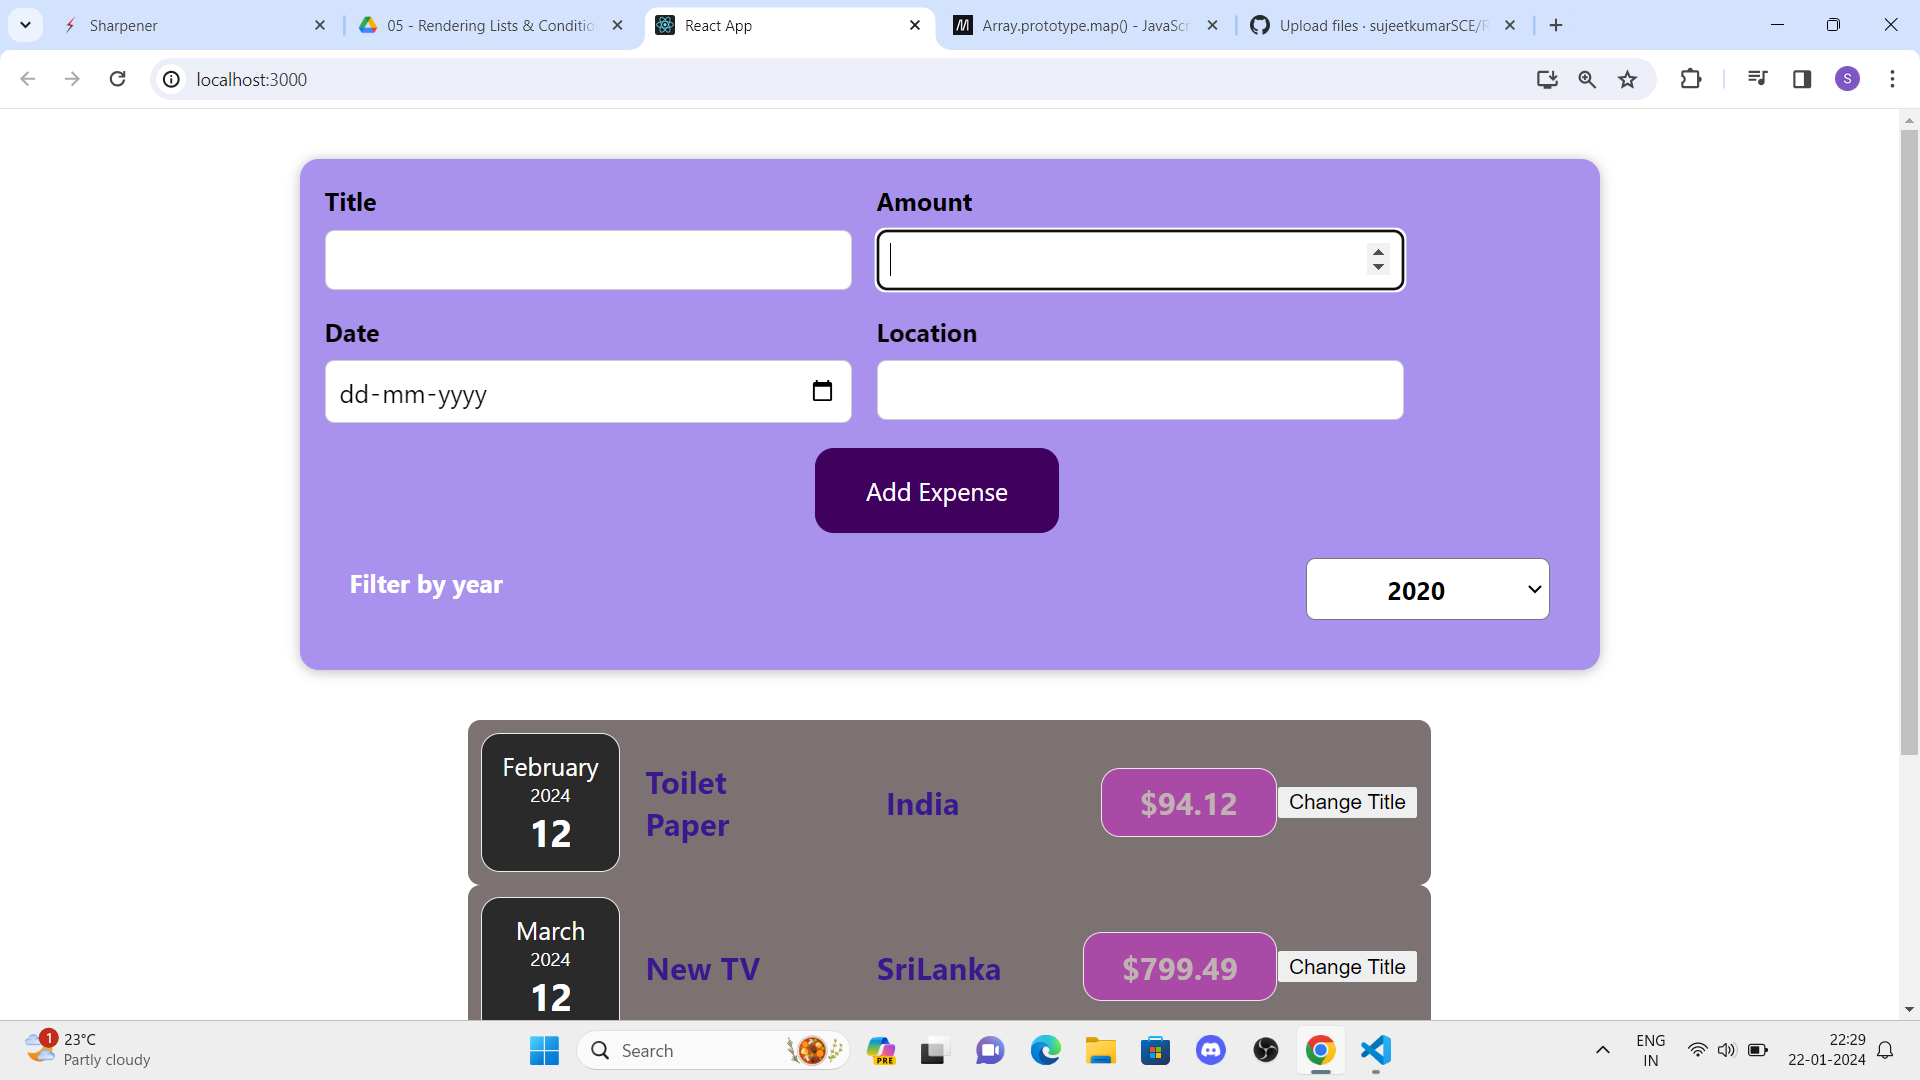 Sharpener
05 - Rendering Lists & Conditio
React App
Array.prototype.map() - JavaScr
Upload files · sujeetkumarSCE/R
localhost:3000
S
Title
Amount
Date
Location
dd-mm-yyyy
Add Expense
Filter by year
2020
February
2024
12
Toilet
Paper
India
$94.12
Change Title
March
2024
12
New TV
SriLanka
$799.49
Change Title
1
23°C
Partly cloudy
Search
PRE
ENG
IN
22:29
22-01-2024